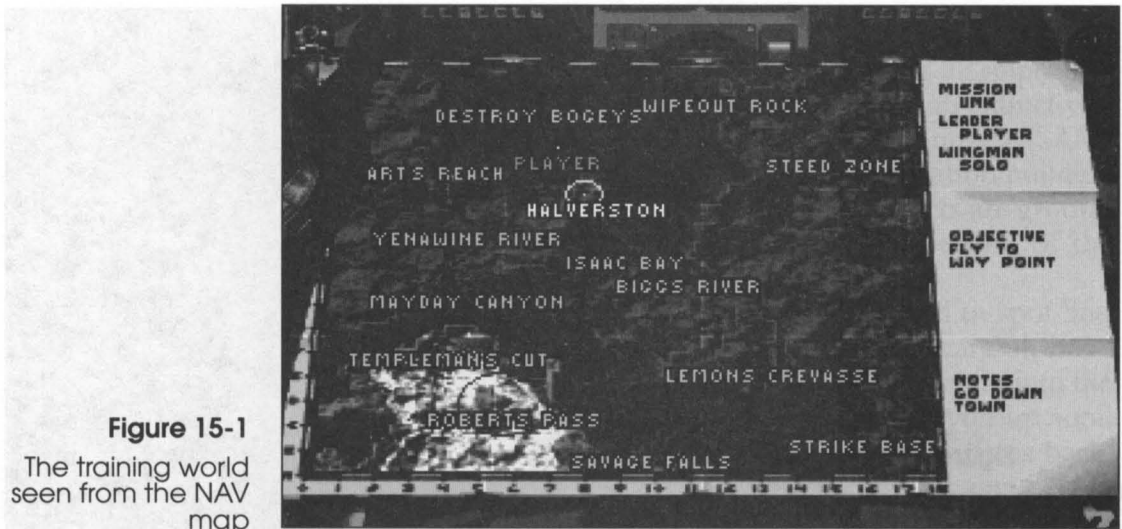 DESTROY BOGEYS
WIPEOUT ROCK
ARTS REACH
PLAYER
STEED ZONE
HALVERSTON
YENAWINE RIVER
ISAAC BAY
BIGGS RIVER
MAYDAY CANYON
TEMPLEMAN'S CUT
LEMONS CREVASSE
ROBERTS PASS
STRIKE BASE
SAVAGE FALLS
MISSION
UNK
LEADER
PLAYER
WINGMAN
SOLO
OBJECTIVE
FLY TO
WAY POINT
NOTES
GO DOWN
TOWN
Figure 15-1
The training world
seen from the NAV
map